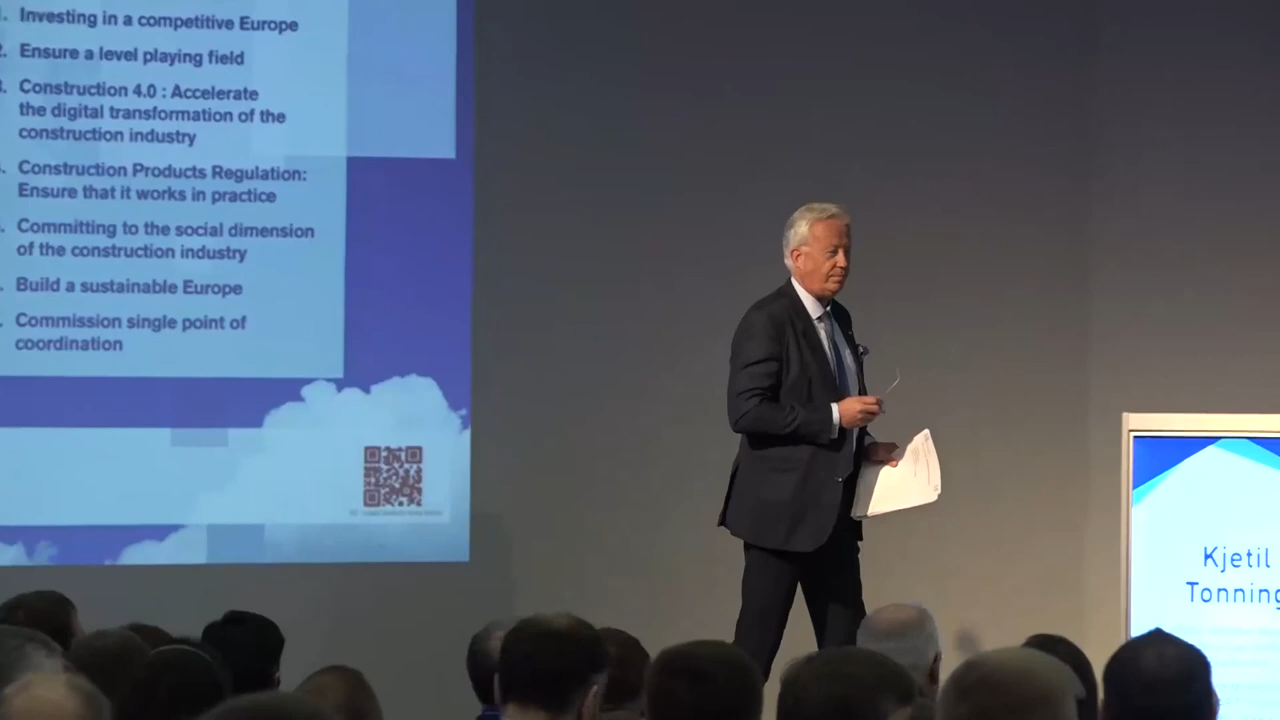 Investing in a competitive Europe
Ensure a level playing field
Construction 4.0 : Accelerate
the digital transformation of the
construction industry
Construction Products Regulation:
Ensure that it works in practice
Committing to the social dimension
of the construction industry
Build a sustainable Europe
Commission single point of
coordination
Kjetil
Tonning